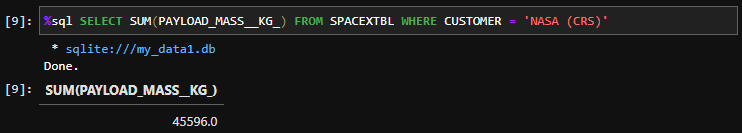 [9]: %sql SELECT SUM(PAYLOAD_MASS__KG_) FROM SPACEXTBL WHERE CUSTOMER = 'NASA (CRS)'
* sqlite:///my_data1.db
Done.
[9]: SUM(PAYLOAD_MASS__KG_)
45596.0